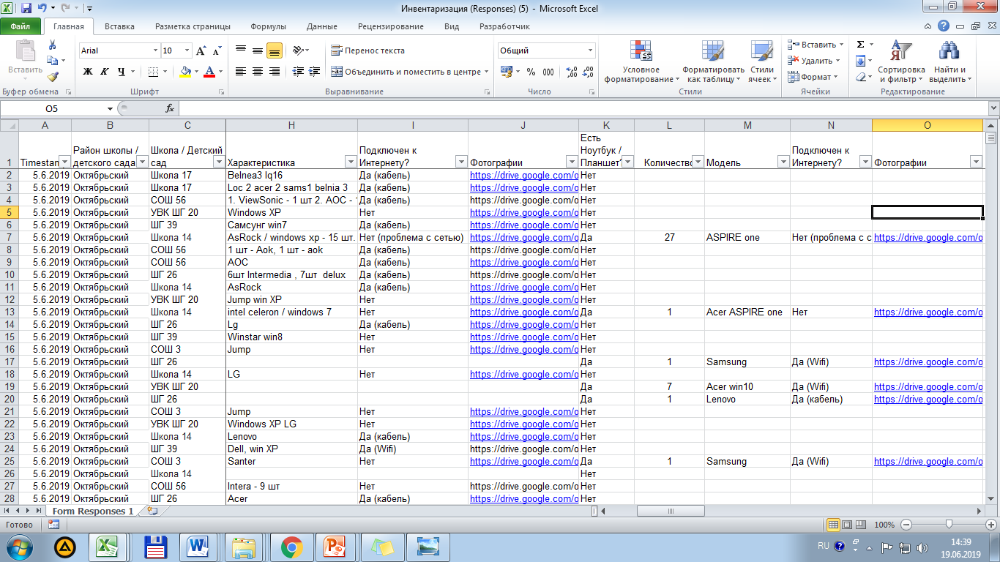 Инвентаризация (Responses) (5) - Microsoft Excel
Файл Главная Вставка Разметка страницы Формулы Данные Рецензирование Вид Разработчик
Вставить
Буфер обмена
Arial 10
Ж К Ч
Шрифт
Перенос текста
Объединить и поместить в центре
Выравнивание
Общий
% 000
Число
Условное форматирование
Форматировать как таблицу
Стили ячеек
Стили
Вставить
Удалить
Формат
Ячейки
Сортировка и фильтр
Найти и выделить
Редактирование
O5 fx
A B C H I J K L M N O
1 Timestan Район школы / детского сада Школа / Детский сад Характеристика Подключен к Интернету? Фотографии Есть Ноутбук / Планшет? Количество Модель Подключен к Интернету? Фотографии
2 5.6.2019 Октябрьский Школа 17 Belnea3 lq16 Да (кабель) https://drive.google.com/o Нет
3 5.6.2019 Октябрьский Школа 17 Loc 2 acer 2 sams1 belnia 3 Да (кабель) https://drive.google.com/o Нет
4 5.6.2019 Октябрьский СОШ 56 1. ViewSonic - 1 шт 2. AOC - Да (кабель) https://drive.google.com/o Нет
5 5.6.2019 Октябрьский УВК ШГ 20 Windows XP Нет https://drive.google.com/o Нет
6 5.6.2019 Октябрьский ШГ 39 Самсунг win7 Да (кабель) https://drive.google.com/o Нет
7 5.6.2019 Октябрьский Школа 14 AsRock / windows xp - 15 шт. Нет (проблема с сетью) https://drive.google.com/o Да 27 ASPIRE one Нет (проблема с с https://drive.google.com/o
8 5.6.2019 Октябрьский СОШ 56 1 шт - Aok, 1 шт - aok Да (кабель) https://drive.google.com/o Нет
9 5.6.2019 Октябрьский СОШ 56 AOC Да (кабель) https://drive.google.com/o Нет
10 5.6.2019 Октябрьский ШГ 26 6шт Intermedia , 7шт delux Да (кабель) https://drive.google.com/o Нет
11 5.6.2019 Октябрьский Школа 14 AsRock Да (кабель) https://drive.google.com/o Нет
12 5.6.2019 Октябрьский УВК ШГ 20 Jump win XP Нет https://drive.google.com/o Нет
13 5.6.2019 Октябрьский Школа 14 intel celeron / windows 7 Нет https://drive.google.com/o Да 1 Acer ASPIRE one Нет https://drive.google.com/o
14 5.6.2019 Октябрьский ШГ 26 Lg Да (кабель) https://drive.google.com/o Нет
15 5.6.2019 Октябрьский ШГ 39 Winstar win8 Нет https://drive.google.com/o Нет
16 5.6.2019 Октябрьский СОШ 3 Jump Нет https://drive.google.com/o Нет
17 5.6.2019 Октябрьский ШГ 26 Да 1 Samsung Да (Wifi) https://drive.google.com/o
18 5.6.2019 Октябрьский Школа 14 LG Нет https://drive.google.com/o Нет
19 5.6.2019 Октябрьский УВК ШГ 20 Да 7 Acer win10 Да (Wifi) https://drive.google.com/o
20 5.6.2019 Октябрьский ШГ 26 Да 1 Lenovo Да (кабель) https://drive.google.com/o
21 5.6.2019 Октябрьский СОШ 3 Jump Нет https://drive.google.com/o Нет
22 5.6.2019 Октябрьский УВК ШГ 20 Windows XP LG Нет https://drive.google.com/o Нет
23 5.6.2019 Октябрьский Школа 14 Lenovo Да (кабель) https://drive.google.com/o Нет
24 5.6.2019 Октябрьский ШГ 39 Dell, win XP Да (Wifi) https://drive.google.com/o Нет
25 5.6.2019 Октябрьский СОШ 3 Santer Нет https://drive.google.com/o Да 1 Samsung Да (Wifi) https://drive.google.com/o
26 5.6.2019 Октябрьский Школа 14 Нет
27 5.6.2019 Октябрьский СОШ 56 Intera - 9 шт Нет https://drive.google.com/o Нет
28 5.6.2019 Октябрьский ШГ 26 Acer Да (кабель) https://drive.google.com/o Нет
Form Responses 1
Готово 100%
RU 14:39
19.06.2019